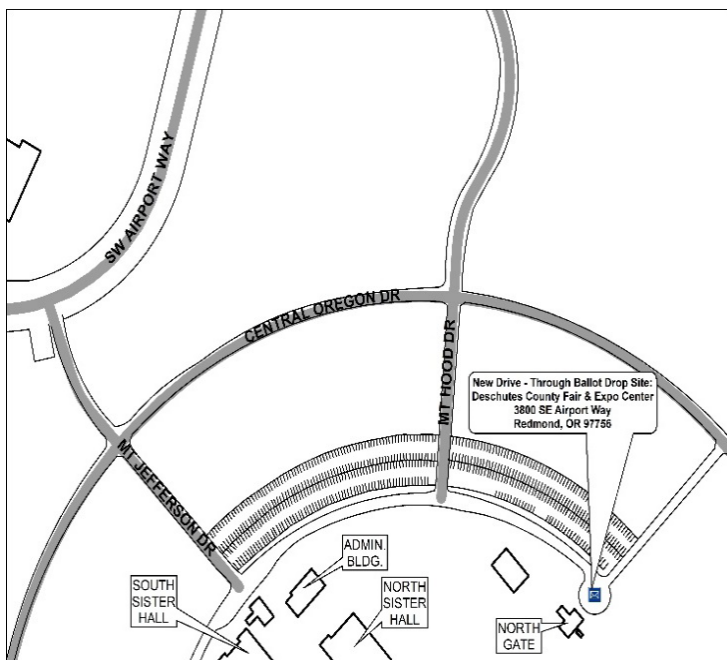 SW AIRPORT WAY
CENTRAL OREGON DR
MT HOOD DR
New Drive - Through Ballot Drop Site:
Deschutes County Fair & Expo Center
3800 SE Airport Way
Redmond, OR 97756
MT JEFFERSON DR
ADMIN.
BLDG.
SOUTH
SISTER
HALL
NORTH
SISTER
HALL
NORTH
GATE